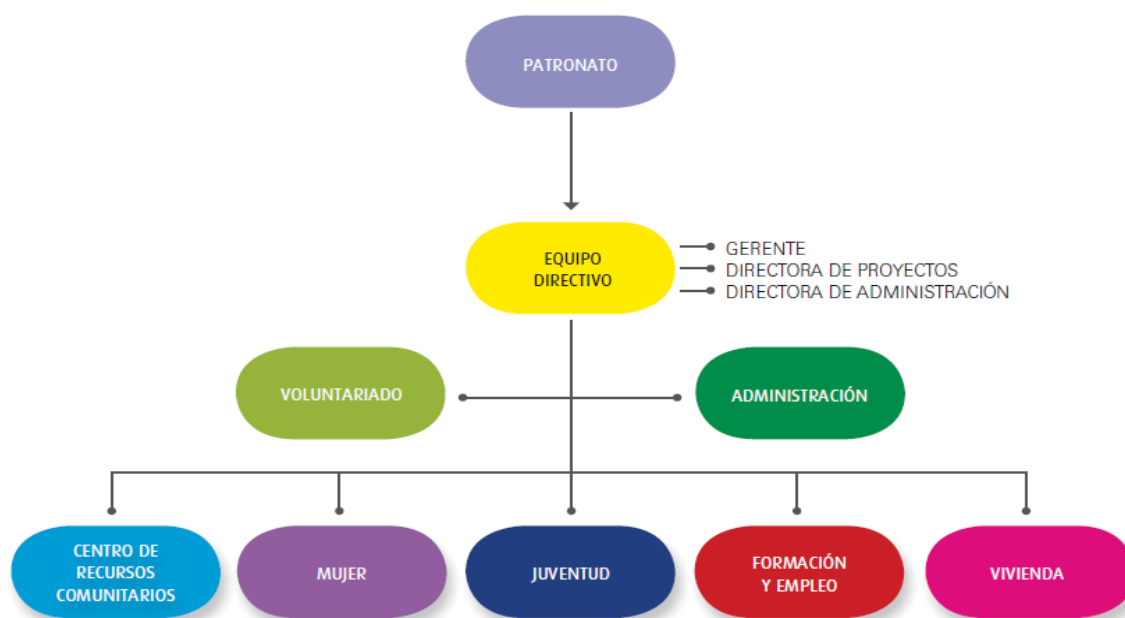 PATRONATO
EQUIPO
DIRECTIVO
GERENTE
DIRECTORA DE PROYECTOS
DIRECTORA DE ADMINISTRACIÓN
VOLUNTARIADO
ADMINISTRACIÓN
CENTRO DE
RECURSOS
COMUNITARIOS
MUJER
JUVENTUD
FORMACIÓN
Y EMPLEO
VIVIENDA